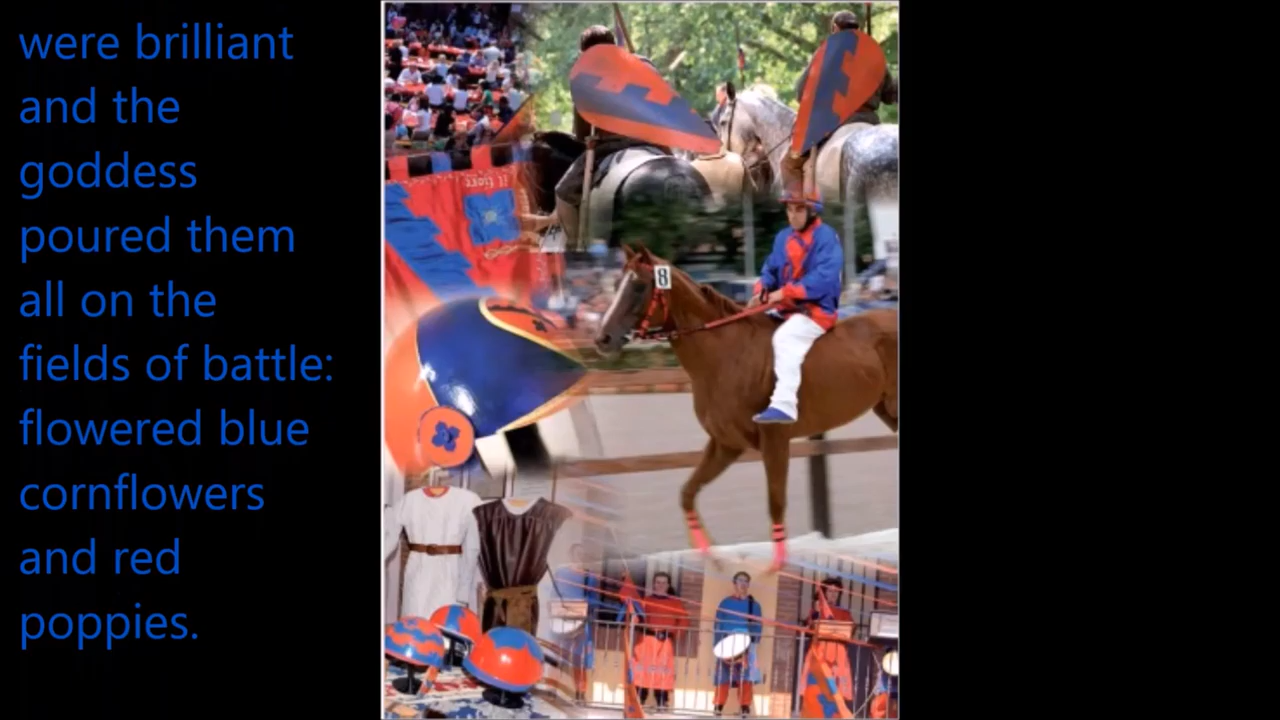 were brilliant
and the
goddess
poured them
all on the
fields of battle:
flowered blue
cornflowers
and red
poppies.
8